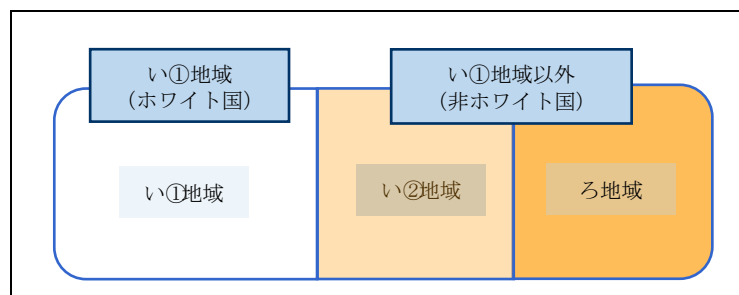 い①地域
（ホワイト国）
い①地域以外
（非ホワイト国）
い①地域
い②地域
ろ地域